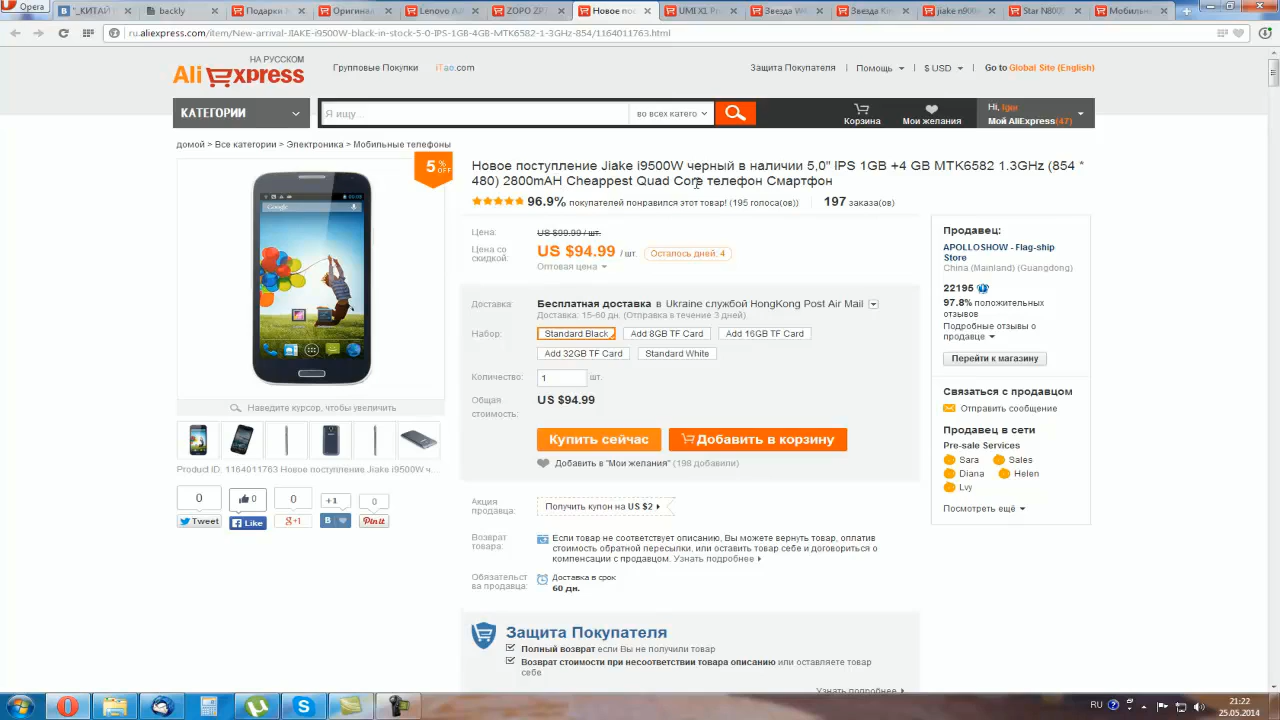 Opera
"_КИТАЙ
backly
Подарки
Оригинал
Lenovo A
ZOPO ZP
Новое пос
UMI XL Pr
Звезда W
Звезда Ki
jiake n90
Star N800
Мобильн
ru.aliexpress.com/item/New-arrival-JIAKE-i9500W-black-in-stock-5-0-IPS-1GB-4GB-MTK6582-1-3GHz-854/1164011763.html
НА РУССКОМ
AliExpress
Групповые Покупки
iTao.com
Защита Покупателя
Помощь
$ USD
Go to Global Site (English)
КАТЕГОРИИ
Я ищу...
во всех катего
Корзина
Мои желания
Hi, Igor
Мой AliExpress(47)
домой > Все категории > Электроника > Мобильные телефоны
5 % OFF
Новое поступление Jiake i9500W черный в наличии 5,0" IPS 1GB +4 GB MTK6582 1.3GHz (854 *
480) 2800mAH Cheappest Quad Core телефон Смартфон
96.9% покупателей понравился этот товар! (195 голоса(ов))
197 заказа(ов)
Цена:
US $99.99 / шт.
Цена со
скидкой:
US $94.99 / шт.
Осталось дней: 4
Оптовая цена
Доставка:
Бесплатная доставка в Ukraine службой HongKong Post Air Mail
Доставка: 15-60 дн. (Отправка в течение 3 дней)
Набор:
Standard Black
Add 8GB TF Card
Add 16GB TF Card
Add 32GB TF Card
Standard White
Количество:
1
шт.
Общая
стоимость:
US $94.99
Купить сейчас
Добавить в корзину
Добавить в "Мои желания" (198 добавили)
Акция
продавца:
Получить купон на US $2
Возврат
товара:
Если товар не соответствует описанию, Вы можете вернуть товар, оплатив
стоимость обратной пересылки, или оставить товар себе и договориться о
компенсации с продавцом. Узнать подробнее
Обязательст
ва продавца:
Доставка в срок
60 дн.
Защита Покупателя
Полный возврат если Вы не получили товар
Возврат стоимости при несоответствии товара описанию или оставляете товар
себе
Узнать подробнее
Google
Наведите курсор, чтобы увеличить
Product ID: 1164011763 Новое поступление Jiake i9500W ч...
0
0
0
+1
0
Tweet
Like
+1
B
Pin it
Продавец:
APOLLOSHOW - Flag-ship
Store
China (Mainland) (Guangdong)
22195
97.8% положительных
отзывов
Подробные отзывы о
продавце
Перейти к магазину
Связаться с продавцом
Отправить сообщение
Продавец в сети
Pre-sale Services
Sara
Sales
Diana
Helen
Lvy
Посмотреть ещё
RU
21:22
25.05.2014